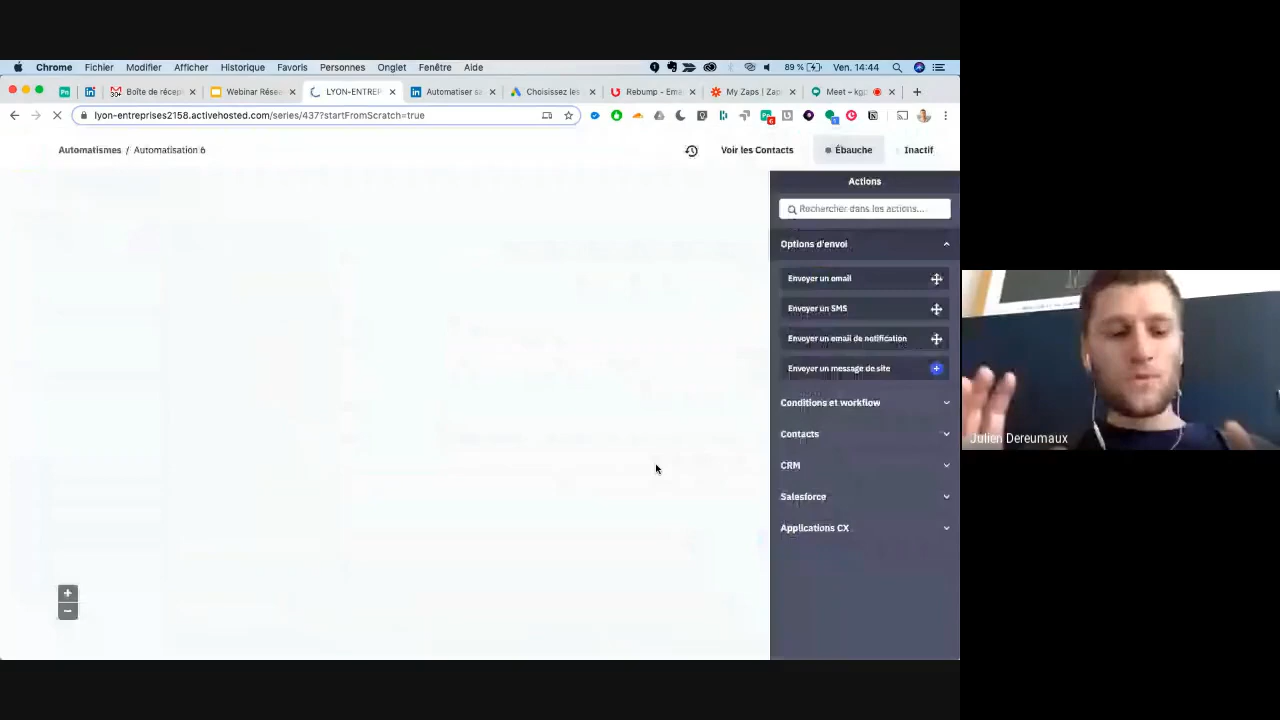 Chrome Fichier Modifier Afficher Historique Favoris Personnes Onglet Fenêtre Aide 89 % Ven. 14:44
Boîte de récep Webinar Résea LYON-ENTREP Automatiser sa Choisissez les Rebump - Emai My Zaps | Zap Meet – kg
lyon-entreprises2158.activehosted.com/series/437?startFromScratch=true
Automatismes / Automatisation 6 Voir les Contacts Ébauche Inactif
Actions
Rechercher dans les actions...
Options d'envoi
Envoyer un email
Envoyer un SMS
Envoyer un email de notification
Envoyer un message de site
Conditions et workflow
Contacts
CRM
Salesforce
Applications CX
Julien Dereumaux